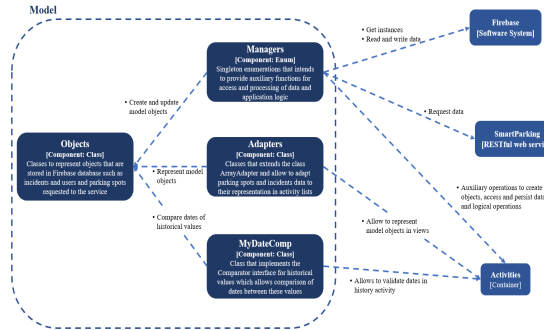 Model
Managers
[Component: Enum]
Singleton enumerations that intends
to provide auxiliary functions for
access and processing of data and
application logic
Firebase
[Software System]
• Get instances
• Read and write data
• Create and update
model objects
• Request data
SmartParking
[RESTful web servi
Objects
[Component: Class]
Classes to represent objects that are
stored in Firebase database such as
incidents and users and parking spots
requested to the service
• Represent model
objects
Adapters
[Component: Class]
Classes that extends the class
ArrayAdapter and allow to adapt
parking spots and incidents data to
their representation in activity lists
• Auxiliary operations to create
objects, access and persist data
and logical operations
• Compare dates of
historical values
• Allow to represent
model objects in views
MyDateComp
[Component: Class]
Class that implements the
Comparator interface for historical
values which allows comparison of
dates between these values
• Allows to validate dates in
history activity
Activities
[Container]